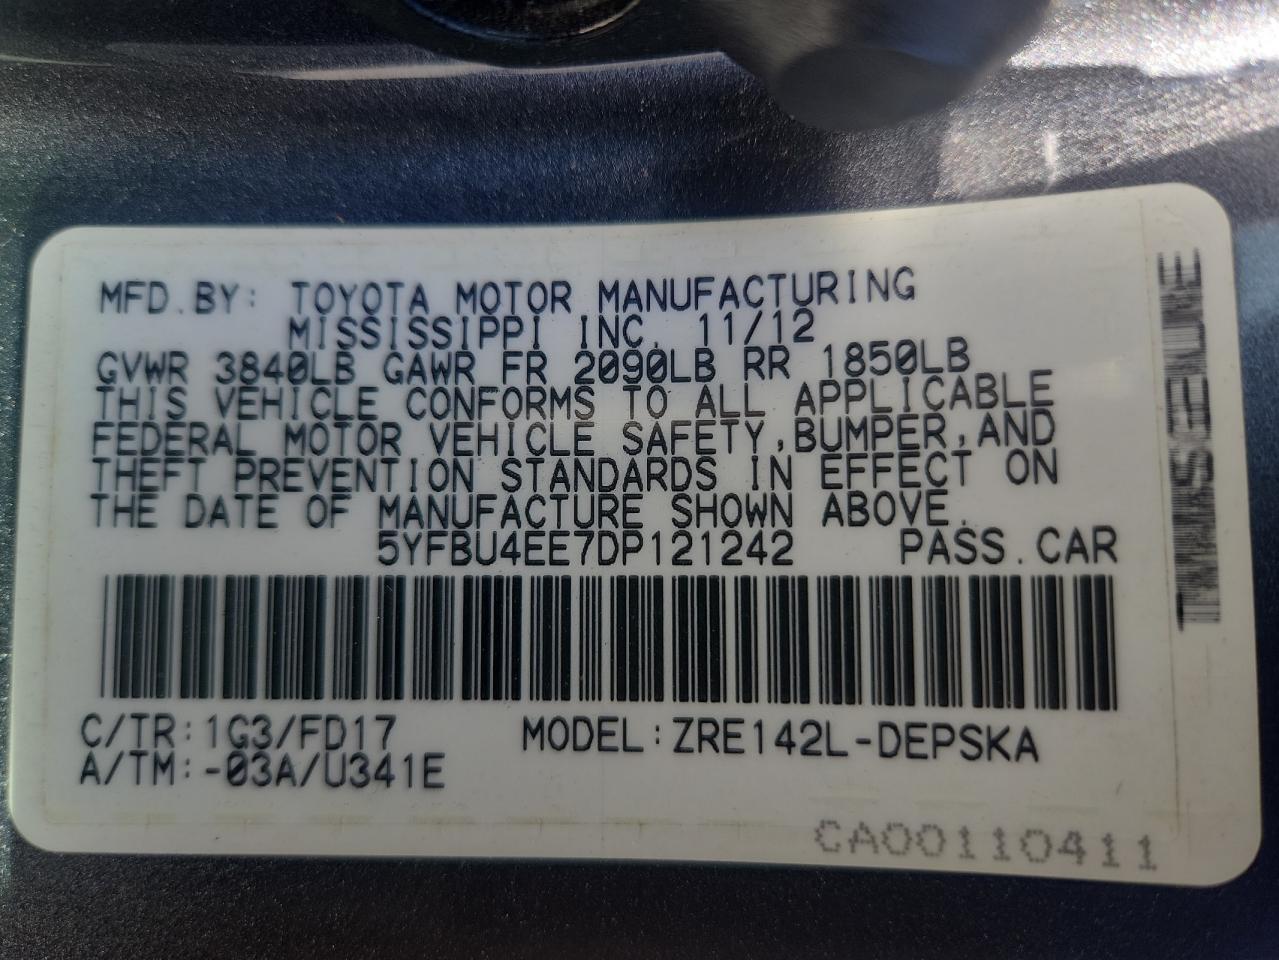 MFD.BY: TOYOTA MOTOR MANUFACTURING
MISSISSIPPI INC. 11/12
GVWR 3840LB GAWR FR 2090LB RR 1850LB
THIS VEHICLE CONFORMS TO ALL APPLICABLE
FEDERAL MOTOR VEHICLE SAFETY,BUMPER,AND
THEFT PREVENTION STANDARDS IN EFFECT ON
THE DATE OF MANUFACTURE SHOWN ABOVE.
5YFBU4EE7DP121242 PASS.CAR
C/TR:1G3/FD17 MODEL:ZRE142L-DEPSKA
A/TM:-03A/U341E
CA00110411